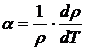 α = 1/ρ · dρ/dT